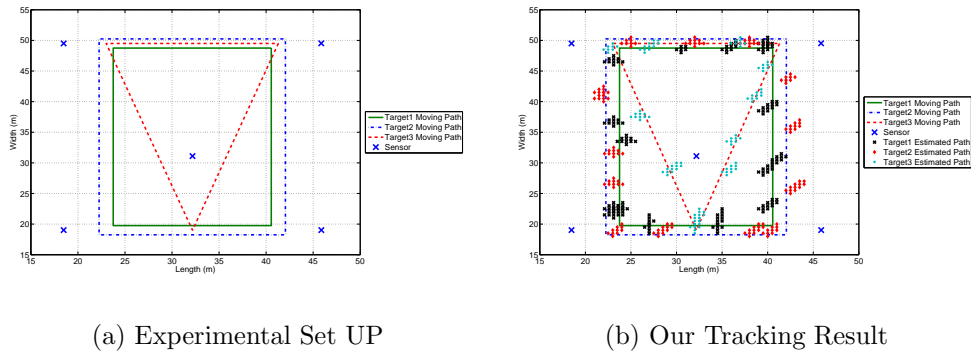 55
50
45
40
35
30
25
20
15
15 20 25 30 35 40 45 50
Width (m)
Length (m)
Target1 Moving Path
Target2 Moving Path
Target3 Moving Path
Sensor
(a) Experimental Set UP
55
50
45
40
35
30
25
20
15
15 20 25 30 35 40 45 50
Width (m)
Length (m)
Target1 Moving Path
Target2 Moving Path
Target3 Moving Path
Sensor
Target1 Estimated Path
Target2 Estimated Path
Target3 Estimated Path
(b) Our Tracking Result